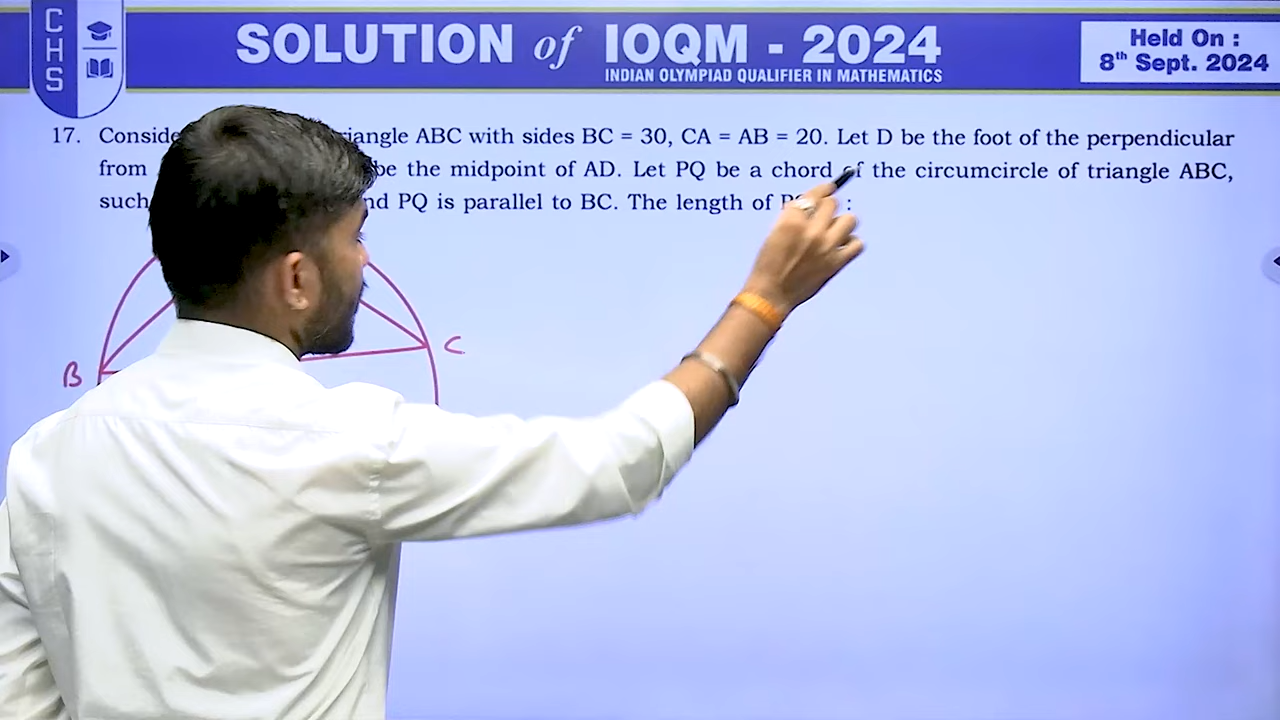 CHS
SOLUTION of IOQM - 2024
INDIAN OLYMPIAD QUALIFIER IN MATHEMATICS
Held On :
8th Sept. 2024
17. triangle ABC with sides BC = 30, CA = AB = 20. Let D be the foot of the perpendicular
from be the midpoint of AD. Let PQ be a chord of the circumcircle of triangle ABC,
such PQ is parallel to BC. The length of :
C
B